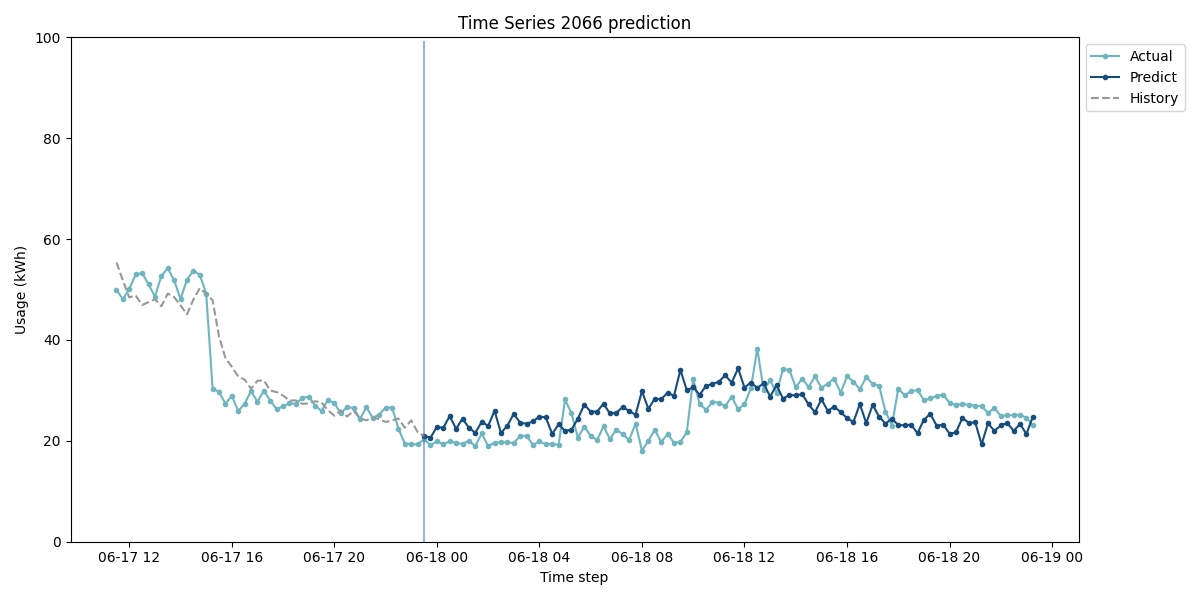 Time Series 2066 prediction
100
80
60
40
20
0
Usage (kWh)
06-17 12
06-17 16
06-17 20
06-18 00
06-18 04
06-18 08
06-18 12
06-18 16
06-18 20
06-19 00
Time step
Actual
Predict
History